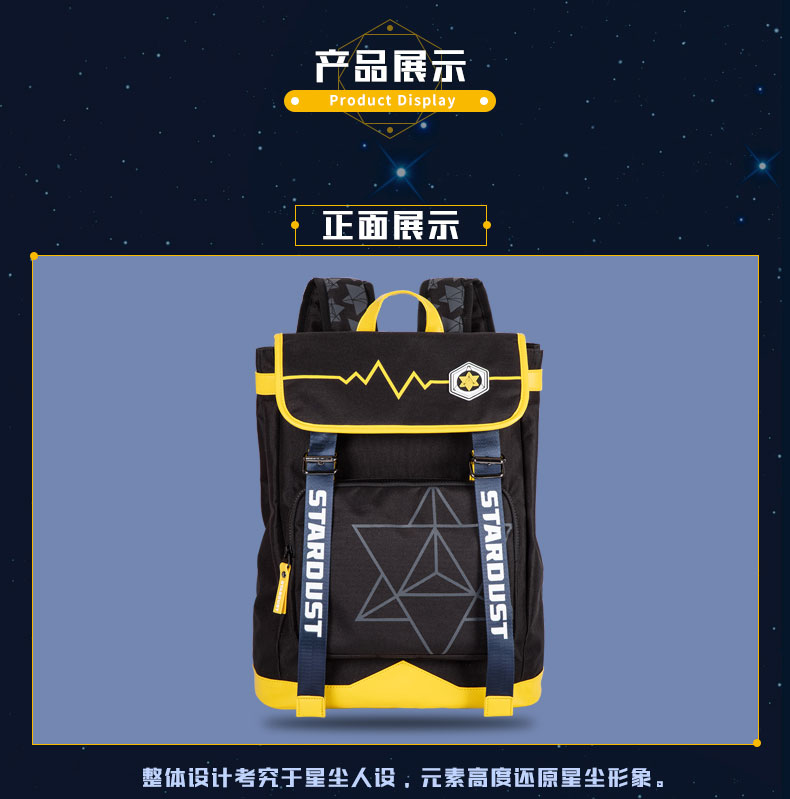 产品展示
Product Display
正面展示
STARDUST
STARDUST
整体设计考究于星尘人设，元素高度还原星尘形象。